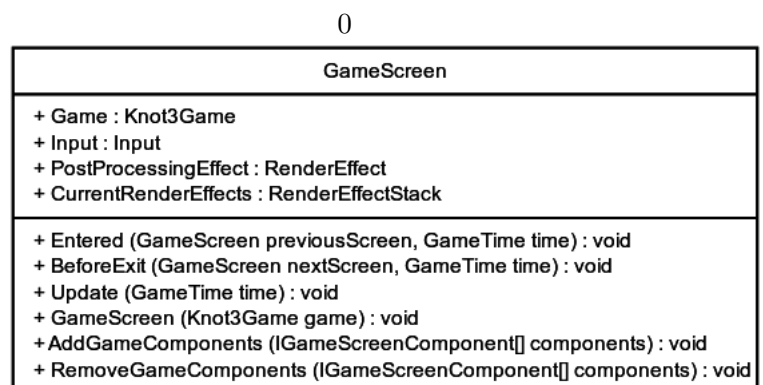 0
GameScreen
+ Game : Knot3Game
+ Input : Input
+ PostProcessingEffect : RenderEffect
+ CurrentRenderEffects : RenderEffectStack
+ Entered (GameScreen previousScreen, GameTime time) : void
+ BeforeExit (GameScreen nextScreen, GameTime time) : void
+ Update (GameTime time) : void
+ GameScreen (Knot3Game game) : void
+AddGameComponents (IGameScreenComponent[] components) : void
+ RemoveGameComponents (IGameScreenComponent[] components) : void